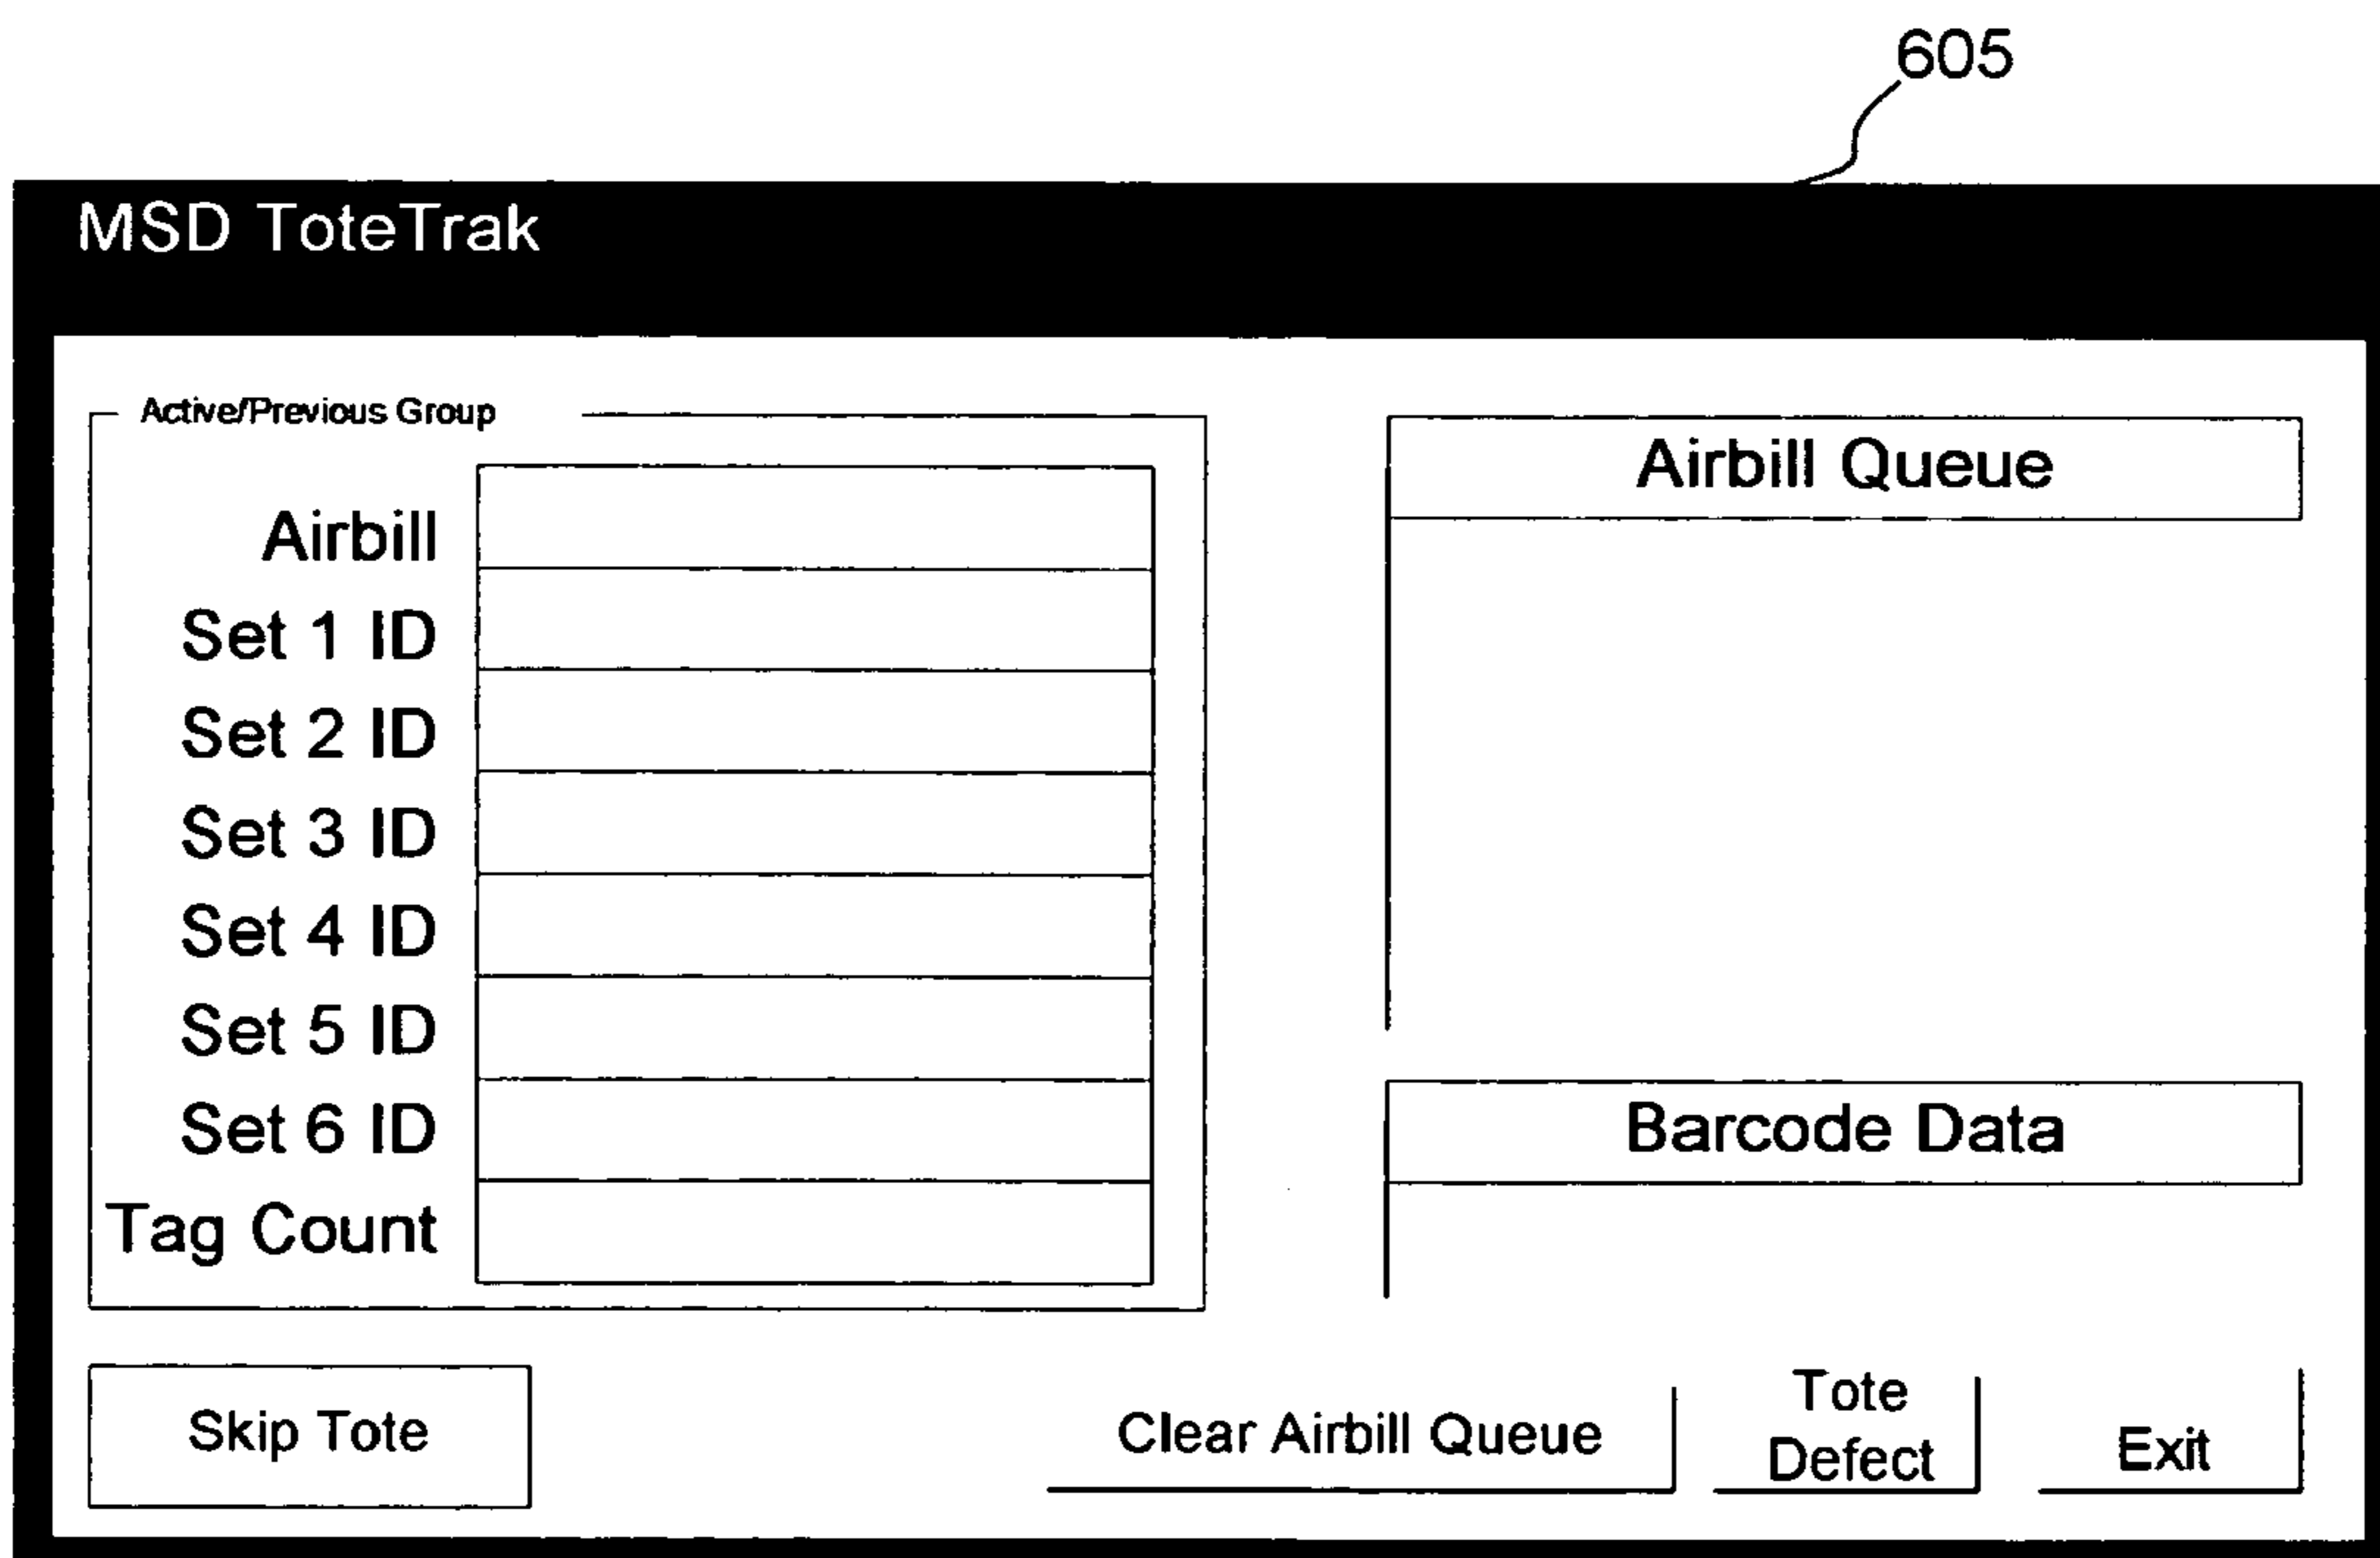 605
MSD ToteTrak
Active/Previous Group
Airbill
Set 1 ID
Set 2 ID
Set 3 ID
Set 4 ID
Set 5 ID
Set 6 ID
Tag Count
Airbill Queue
Barcode Data
Skip Tote
Clear Airbill Queue
Tote
Defect
Exit